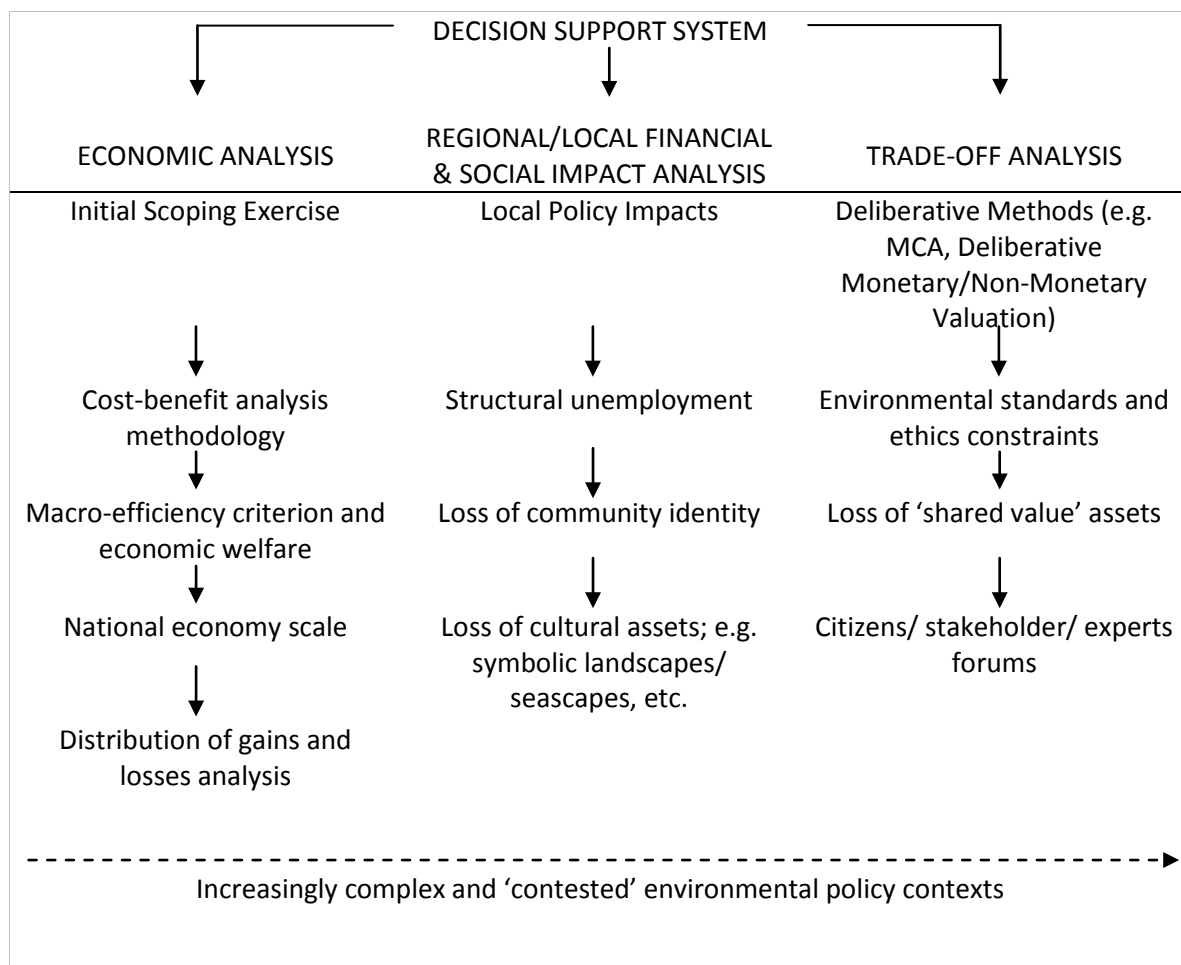 DECISION SUPPORT SYSTEM
ECONOMIC ANALYSIS
REGIONAL/LOCAL FINANCIAL
& SOCIAL IMPACT ANALYSIS
TRADE-OFF ANALYSIS
Initial Scoping Exercise
Cost-benefit analysis
methodology
Macro-efficiency criterion and
economic welfare
National economy scale
Distribution of gains and
losses analysis
Local Policy Impacts
Structural unemployment
Loss of community identity
Loss of cultural assets; e.g.
symbolic landscapes/
seascapes, etc.
Deliberative Methods (e.g.
MCA, Deliberative
Monetary/Non-Monetary
Valuation)
Environmental standards and
ethics constraints
Loss of ‘shared value’ assets
Citizens/ stakeholder/ experts
forums
Increasingly complex and ‘contested’ environmental policy contexts